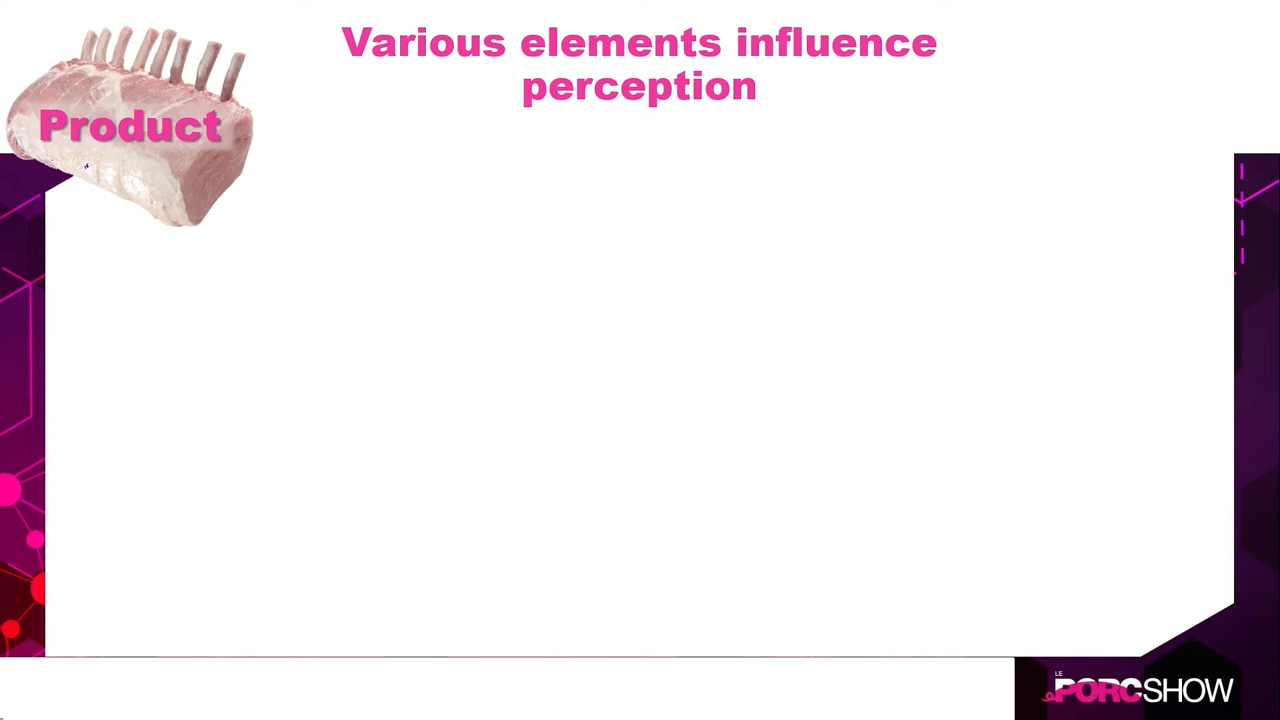 Various elements influence
perception
Product
LE
PORCSHOW